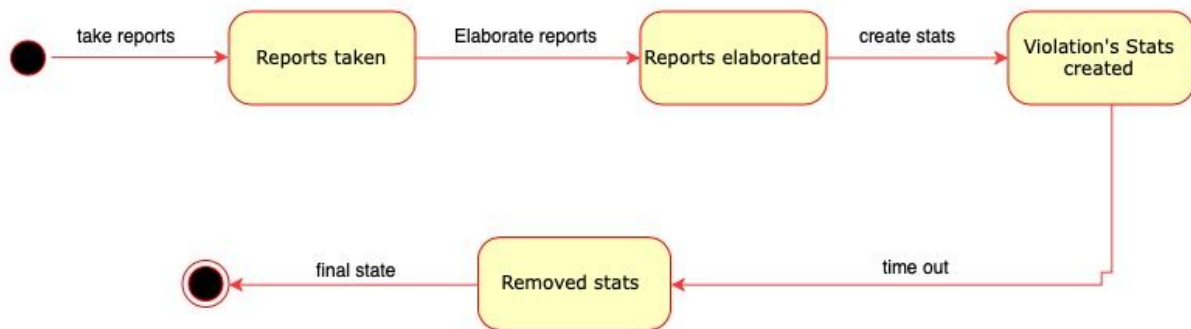 take reports
Reports taken
Elaborate reports
Reports elaborated
create stats
Violation's Stats
created
time out
Removed stats
final state